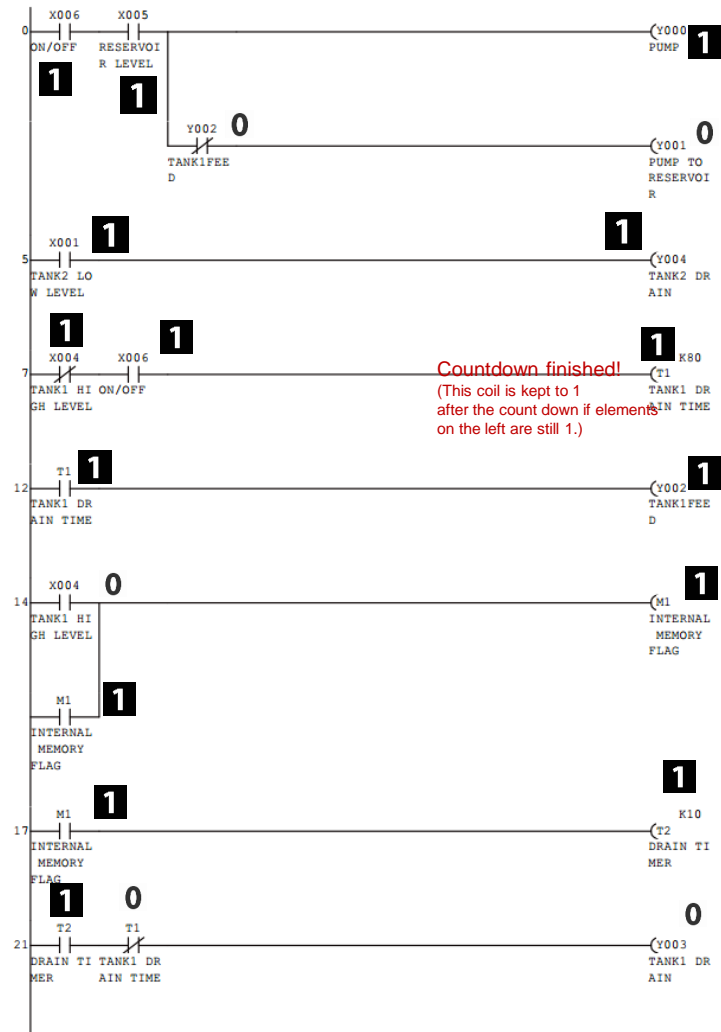 X006 X005
0 (Y000
ON/OFF RESERVOI PUMP 1
R LEVEL
1 1
Y002 0 0
(Y001
TANK1FEE PUMP TO
D RESERVOI
R
X001 1 1
5 (Y004
TANK2 LO TANK2 DR
W LEVEL AIN
1 1 1
X004 X006 K80
7 Countdown finished! (T1
TANK1 HI ON/OFF (This coil is kept to 1 TANK1 DR
GH LEVEL after the count down if elements AIN TIME
on the left are still 1.)
T1 1 1
12 (Y002
TANK1 DR TANK1FEE
AIN TIME D
X004 0 1
14 (M1
TANK1 HI INTERNAL
GH LEVEL MEMORY
FLAG
M1 1
INTERNAL
MEMORY
FLAG
1
M1 1 K10
17 (T2
INTERNAL DRAIN TI
MEMORY MER
FLAG
1 0 0
T2 T1
21 (Y003
DRAIN TI TANK1 DR TANK1 DR
MER AIN TIME AIN